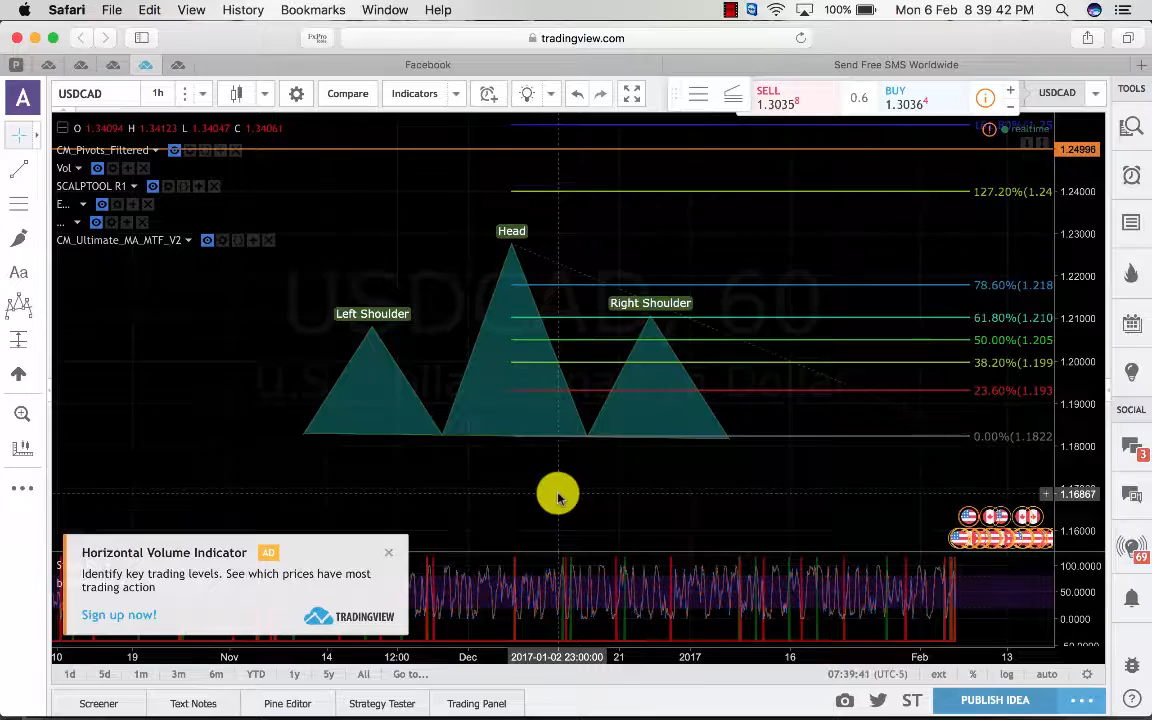 Safari File Edit View History Bookmarks Window Help 100% Mon 6 Feb 8 39 42 PM
PxPro tradingview.com
P Facebook Send Free SMS Worldwide
A USDCAD 1h Compare Indicators SELL 1.30358 0.6 BUY 1.30364 USDCAD TOOLS
O 1.34094 H 1.34123 L 1.34047 C 1.34061
realtime
CM_Pivots_Filtered
1.24996
Vol
SCALPTOOL R1
127.20%(1.24
1.24000
E...
...
Head
1.23000
CM_Ultimate_MA_MTF_V2
USDCAD, 60
1.22000
78.60%(1.218
Right Shoulder
Left Shoulder
61.80%(1.210
1.21000
50.00%(1.205
38.20%(1.199
1.20000
23.60%(1.193
1.19000
SOCIAL
0.00%(1.1822
1.18000
3
1.16867
1.16000
Horizontal Volume Indicator AD
69
Identify key trading levels. See which prices have most
trading action
Sign up now! TRADINGVIEW
100.0000
50.0000
0.0000
10 19 Nov 14 12:00 Dec 2017-01-02 23:00:00 21 2017 16 Feb 13
1d 5d 1m 3m 6m YTD 1y 5y All Go to... 07:39:41 (UTC-5) ext % log auto
Screener Text Notes Pine Editor Strategy Tester Trading Panel ST PUBLISH IDEA